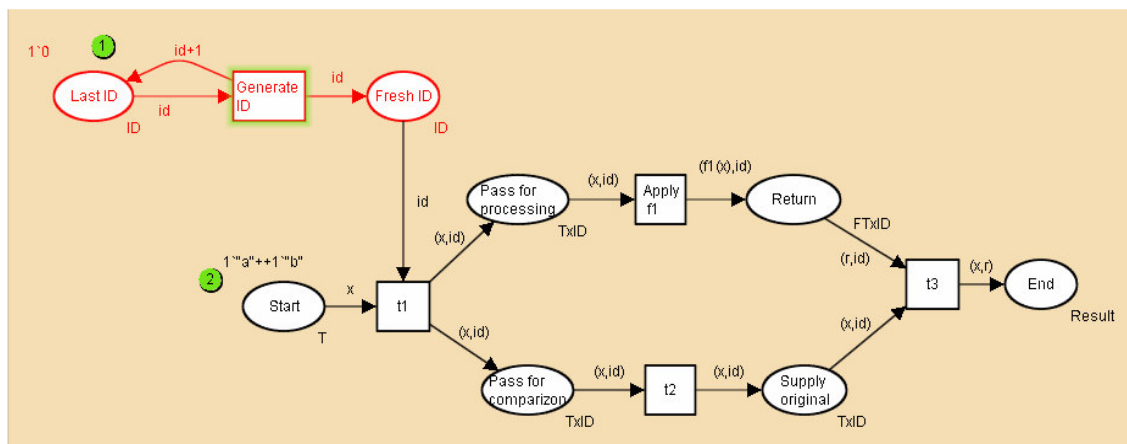 1`0
1
id+1
Last ID
id
Generate
ID
id
Fresh ID
ID
ID
id
Pass for
processing
(x,id)
Apply
f1
(f1(x),id)
Return
TxID
FTxID
(x,id)
(r,id)
1`"a"++1`"b"
2
Start
x
t1
t3
(x,r)
End
T
Result
(x,id)
(x,id)
Pass for
comparizon
(x,id)
t2
(x,id)
Supply
original
TxID
TxID